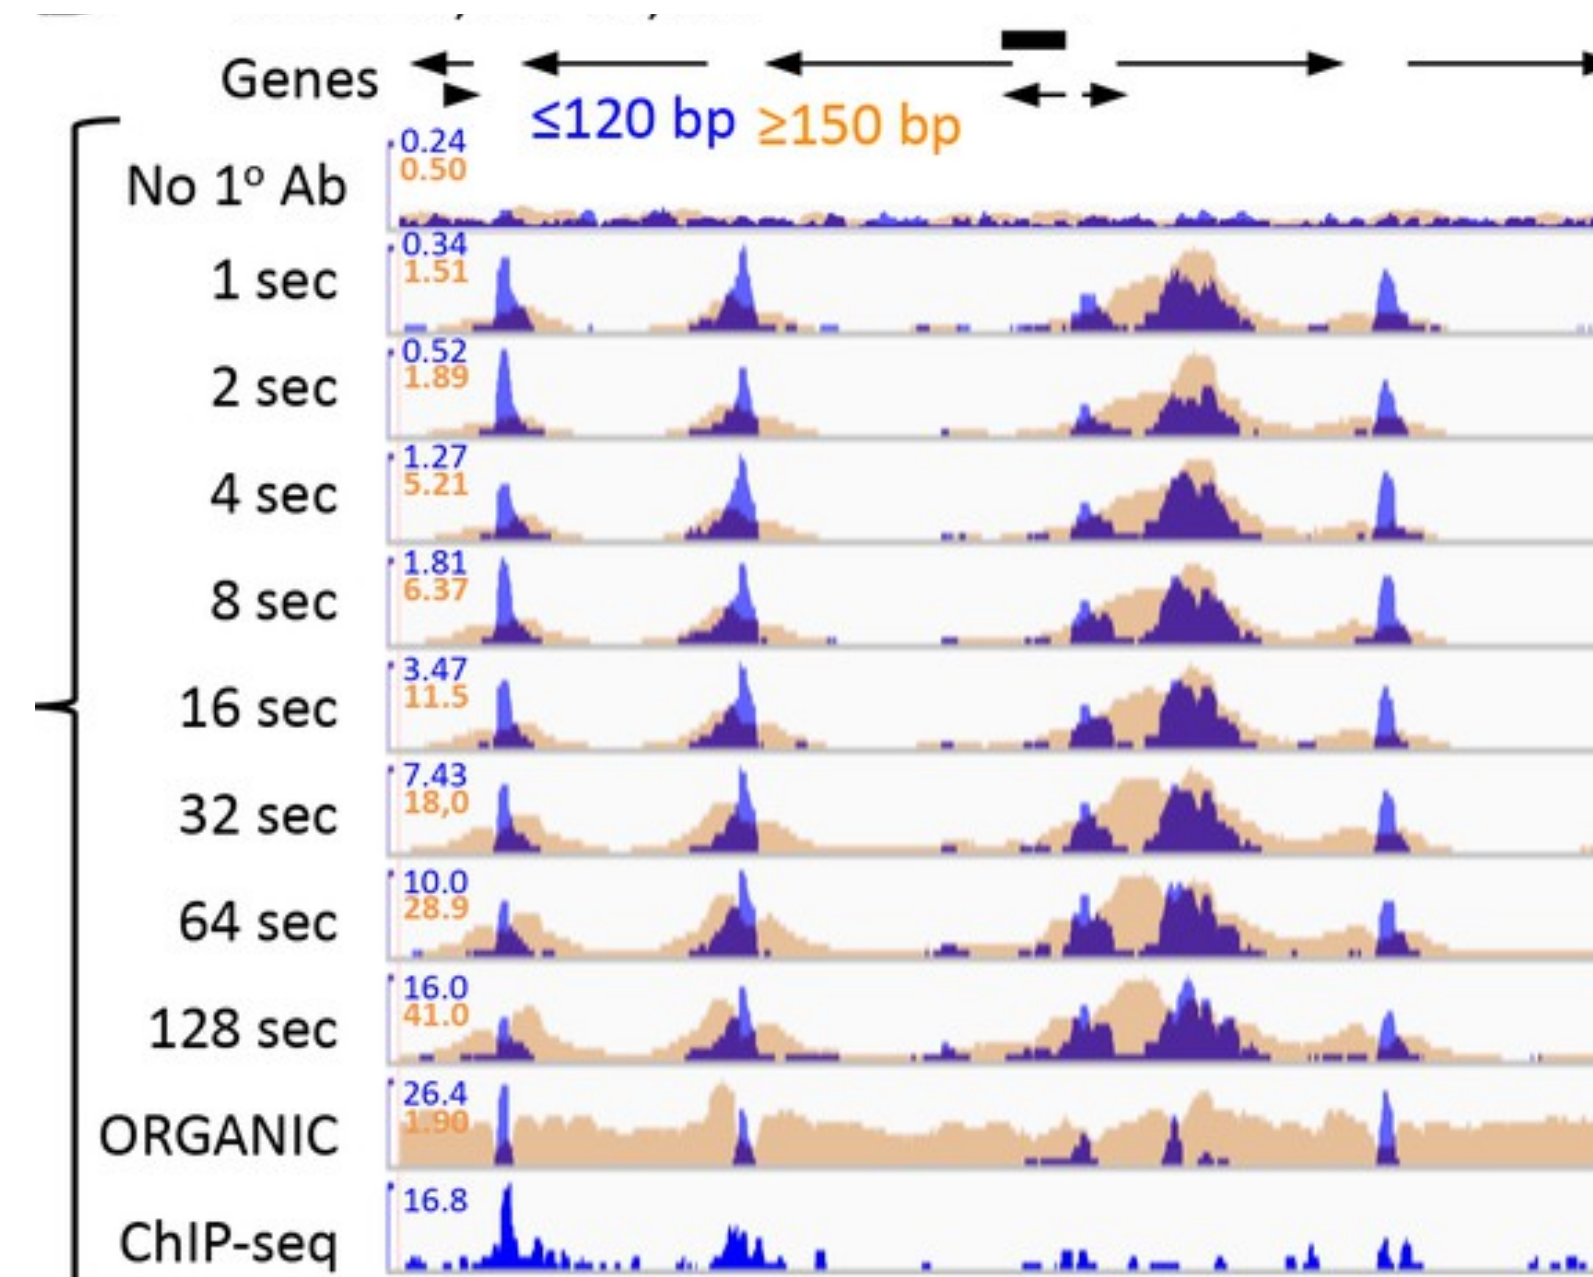 Genes
≤120 bp ≥150 bp
No 1º Ab
0.24
0.50
1 sec
0.34
1.51
2 sec
0.52
1.89
4 sec
1.27
5.21
8 sec
1.81
6.37
16 sec
3.47
11.5
32 sec
7.43
18,0
64 sec
10.0
28.9
128 sec
16.0
41.0
ORGANIC
26.4
1.90
ChIP-seq
16.8